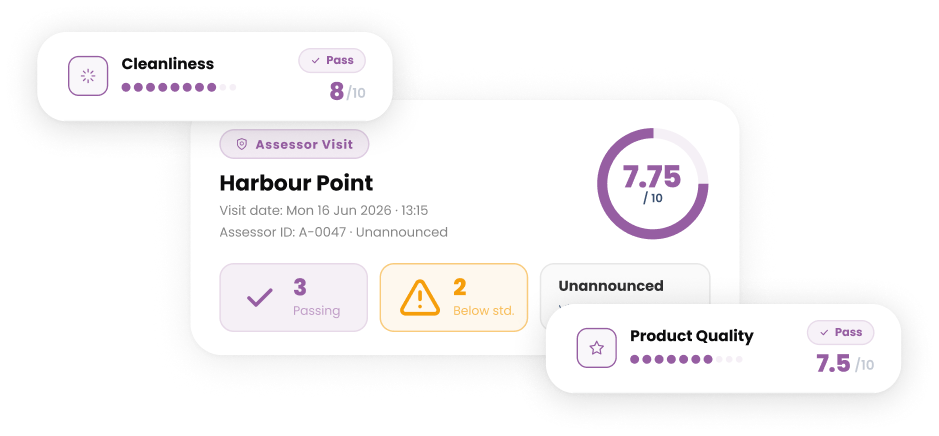 Cleanliness
Pass
8/10
Assessor Visit
Harbour Point
Visit date: Mon 16 Jun 2026 · 13:15
Assessor ID: A-0047 · Unannounced
7.75
/ 10
3
Passing
2
Below std.
Unannounced
Product Quality
Pass
7.5 /10